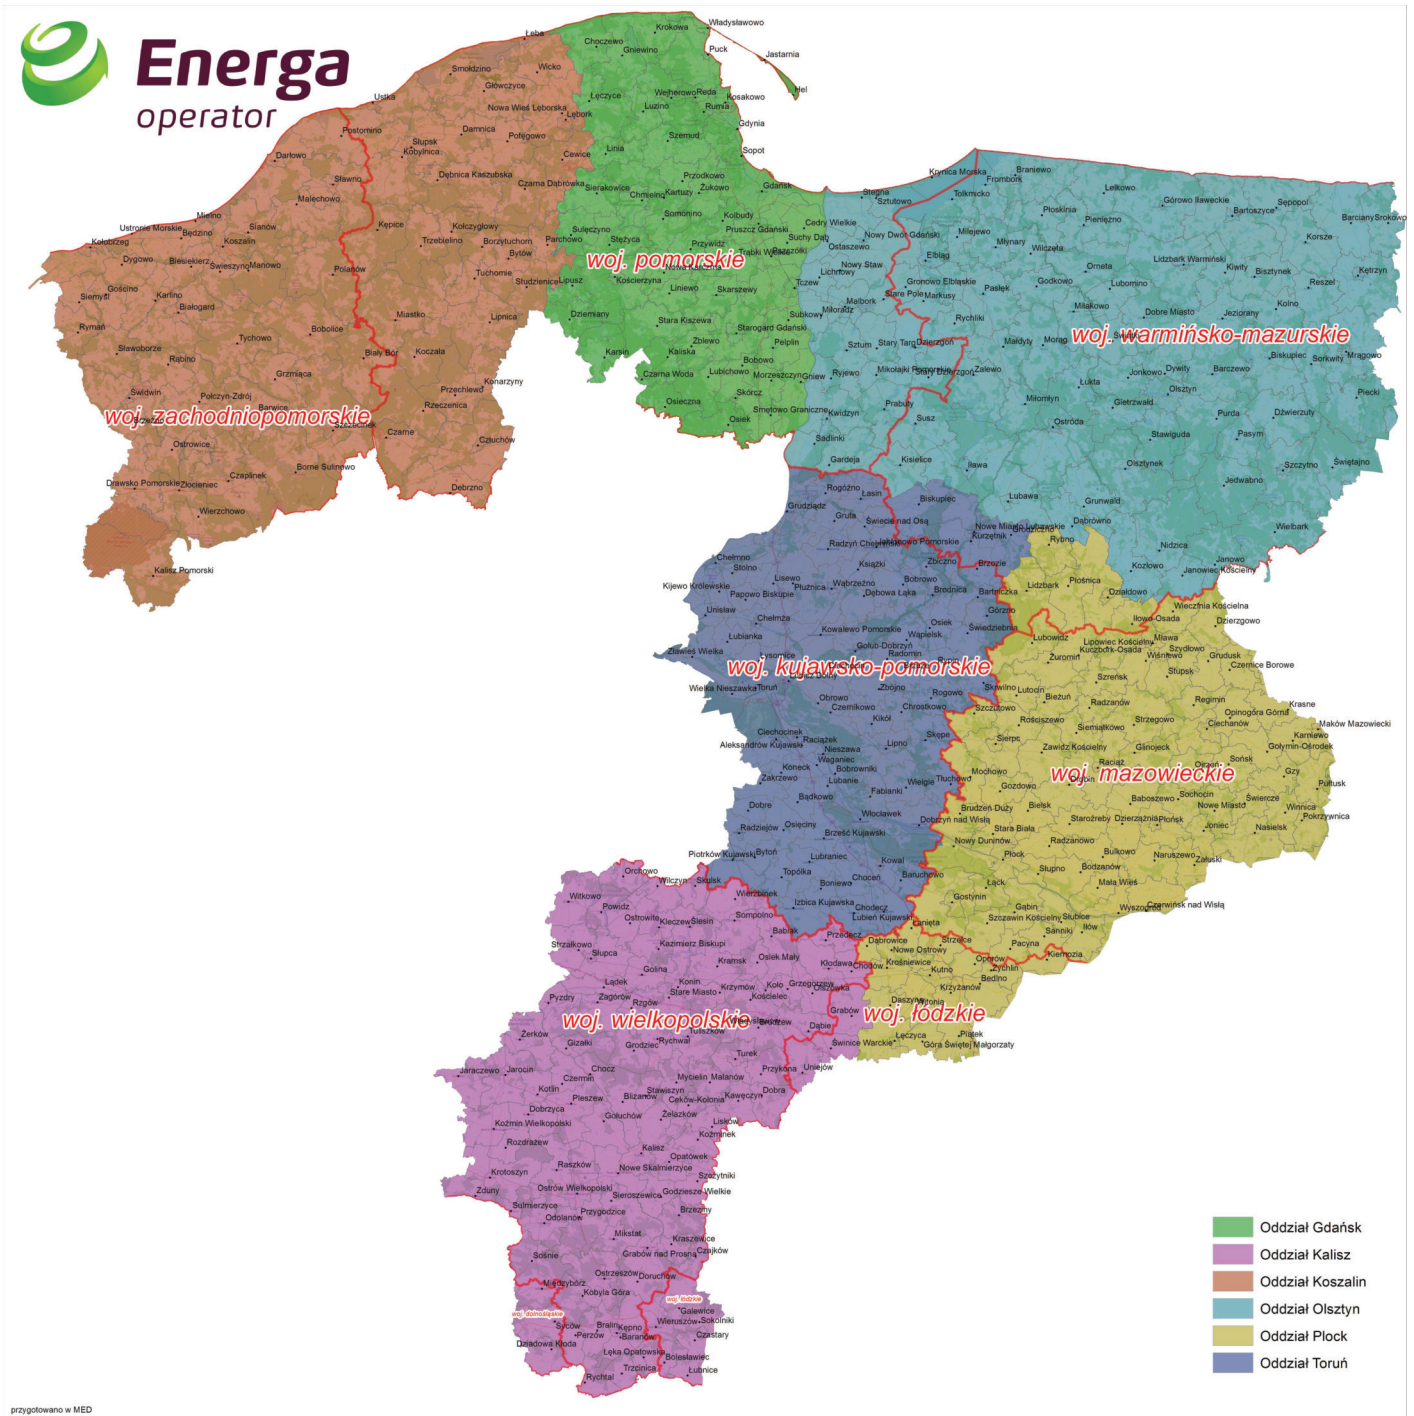 Energa
operator
Władysławowo
Krokowa
Łeba
Choczewo
Gniewino
Puck
Jastarnia
Smołdzino
Wicko
Główczyce
Hel
Ustka
Łęczyce
Wejherowo
Reda
Kosakowo
Nowa Wieś Lęborska
Luzino
Rumia
Lębork
Postomino
Damnica
Potęgowo
Gdynia
Słupsk
Szemud
Kobylnica
Linia
Sopot
Darłowo
Cewice
Dębnica Kaszubska
Przodkowo
Sławno
Czarna Dąbrówka
Sierakowice
Chmielno
Kartuzy
Żukowo
Gdańsk
Malechowo
Krynica Morska
Frombork
Braniewo
Tolkmicko
Lelkowo
Stegna
Sztutowo
Górowo Iławeckie
Sępopol
Bartoszyce
Barciany
Srokowo
Mielno
Somonino
Kolbudy
Płoskinia
Pieniężno
Ustronie Morskie
Będzino
Sianów
Kępice
Kołczygłowy
Sulęczyno
Pruszcz Gdański
Cedry Wielkie
Suchy Dąb
Nowy Dwór Gdański
Milejewo
Młynary
Wilczęta
Korsze
Kołobrzeg
Koszalin
Trzebielino
Borzytuchom
Parchowo
Stężyca
Przywidz
Ostaszewo
Bytów
Elbląg
Dygowo
Biesiekierz
Świeszyno
Manowo
Polanów
Tuchomie
Studzienice
Lipusz
woj. pomorskie
Nowa Karczma
Kościerzyna
Lichnowy
Nowy Staw
Orneta
Lidzbark Warmiński
Kiwity
Bisztynek
Kętrzyn
Gościno
Siemyśl
Karlino
Liniewo
Skarszewy
Tczew
Gronowo Elbląskie
Pasłęk
Godkowo
Lubomino
Reszel
Białogard
Malbork
Stare Pole
Markusy
Kolno
Miastko
Lipnica
Dziemiany
Miłoradz
Subkowy
Miłakowo
Dobre Miasto
Jeziorany
Rymań
Bobolice
Stara Kiszewa
Starogard Gdański
Rychliki
woj. warmińsko-mazurskie
Tychowo
Zblewo
Pelplin
Sztum
Stary Targ
Dzierzgoń
Małdyty
Morąg
Sławoborze
Rąbino
Biały Bór
Koczała
Karsin
Kaliska
Bobowo
Biskupiec
Sorkwity
Mrągowo
Grzmiąca
Czarna Woda
Lubichowo
Morzeszczyn
Gniew
Ryjewo
Mikołajki Pomorskie
Stary Dzierzgoń
Zalewo
Jonkowo
Dywity
Barczewo
Konarzyny
Przechlewo
Łukta
Olsztyn
Świdwin
Połczyn-Zdrój
Skórcz
Piecki
Barwice
Rzeczenica
Osieczna
Smętowo Graniczne
Kwidzyn
Prabuty
Miłomłyn
Gietrzwałd
woj. zachodniopomorskie
Brzeżno
Szczecinek
Osiek
Susz
Ostróda
Purda
Dźwierzuty
Czarne
Stawiguda
Pasym
Ostrowice
Człuchów
Sadlinki
Gardeja
Kisielice
Iława
Olsztynek
Szczytno
Świętajno
Czaplinek
Borne Sulinowo
Drawsko Pomorskie
Złocieniec
Debrzno
Rogóźno
Łasin
Biskupiec
Lubawa
Grunwald
Jedwabno
Wierzchowo
Grudziądz
Gruta
Świecie nad Osą
Nowe Miasto Lubawskie
Grodziczno
Dąbrówno
Wielbark
Kurzętnik
Rybno
Radzyń Chełmiński
Jabłonowo Pomorskie
Nidzica
Kalisz Pomorski
Chełmno
Stolno
Książki
Zbiczno
Brzozie
Kozłowo
Janowo
Janowiec Kościelny
Lisewo
Płużnica
Wąbrzeźno
Bobrowo
Lidzbark
Płośnica
Kijewo Królewskie
Papowo Biskupie
Dębowa Łąka
Brodnica
Bartniczka
Działdowo
Unisław
Chełmża
Górzno
Iłowo-Osada
Wieczfnia Kościelna
Dzierzgowo
Łubianka
Kowalewo Pomorskie
Osiek
Wąpielsk
Świedziebnia
Lubowidz
Lipowiec Kościelny
Mława
Golub-Dobrzyń
Kuczbork-Osada
Szydłowo
Zławieś Wielka
Łysomice
Radomin
Rypin
Żuromin
Wiśniewo
Grudusk
woj. kujawsko-pomorskie
Szreńsk
Stupsk
Czernice Borowe
Wielka Nieszawka
Toruń
Lubicz Dolny
Zbójno
Rogowo
Skrwilno
Lutocin
Bieżuń
Obrowo
Czernikowo
Chrostkowo
Szczutowo
Radzanów
Regimin
Krasne
Kikół
Rościszewo
Strzegowo
Opinogóra Górna
Ciechanów
Maków Mazowiecki
Ciechocinek
Raciążek
Skępe
Siemiątkowo
Karniewo
Aleksandrów Kujawski
Nieszawa
Lipno
Sierpc
Zawidz Kościelny
Glinojeck
Gołymin-Ośrodek
Waganiec
Raciąż
Ojrzeń
Sońsk
Koneck
Bobrowniki
woj. mazowieckie
Gzy
Zakrzewo
Lubanie
Wielgie
Tłuchowo
Mochowo
Drobin
Gozdowo
Pułtusk
Bądkowo
Fabianki
Baboszewo
Sochocin
Świercze
Dobre
Włocławek
Brudzeń Duży
Bielsk
Nowe Miasto
Winnica
Dobrzyń nad Wisłą
Staroźreby
Dzierzążnia
Płońsk
Pokrzywnica
Radziejów
Osięciny
Brześć Kujawski
Stara Biała
Joniec
Nasielsk
Nowy Duninów
Radzanowo
Piotrków Kujawski
Bytoń
Lubraniec
Kowal
Płock
Bulkowo
Naruszewo
Załuski
Orchowo
Topólka
Słupno
Bodzanów
Wilczyn
Skulsk
Boniewo
Choceń
Baruchowo
Łąck
Mała Wieś
Witkowo
Wierzbinek
Gostynin
Powidz
Izbica Kujawska
Chodecz
Gąbin
Wyszogród
Czerwińsk nad Wisłą
Ostrowite
Kleczew
Ślesin
Sompolno
Lubień Kujawski
Łanięta
Szczawin Kościelny
Słubice
Babiak
Przedecz
Sanniki
Iłów
Strzałkowo
Kazimierz Biskupi
Dąbrowice
Strzelce
Pacyna
Słupca
Nowe Ostrowy
Kiernozia
Kramsk
Osiek Mały
Kłodawa
Chodów
Krośniewice
Oporów
Golina
Kutno
Żychlin
Lądek
Konin
Koło
Grzegorzew
Bedlno
Stare Miasto
Krzymów
Olszówka
Krzyżanów
Pyzdry
Zagórów
Rzgów
Kościelec
Daszyna
Witonia
woj. wielkopolskie
Władysławów
Brudzew
Dąbie
Grabów
woj. łódzkie
Żerków
Tuliszków
Łęczyca
Piątek
Gizałki
Grodziec
Rychwał
Świnice Warckie
Góra Świętej Małgorzaty
Turek
Jaraczewo
Jarocin
Chocz
Przykona
Uniejów
Czermin
Mycielin
Malanów
Kotlin
Stawiszyn
Dobra
Pleszew
Blizanów
Ceków-Kolonia
Kawęczyn
Dobrzyca
Gołuchów
Żelazków
Koźmin Wielkopolski
Lisków
Koźminek
Rozdrażew
Kalisz
Opatówek
Krotoszyn
Raszków
Nowe Skalmierzyce
Szczytniki
Zduny
Ostrów Wielkopolski
Sieroszewice
Godziesze Wielkie
Sulmierzyce
Przygodzice
Brzeziny
Odolanów
Mikstat
Kraszewice
Sośnie
Grabów nad Prosną
Czajków
Ostrzeszów
Doruchów
Międzybórz
Kobyla Góra
woj. dolnośląskie
woj. łódzkie
Galewice
Syców
Bralin
Kępno
Wieruszów
Sokolniki
Perzów
Baranów
Czastary
Dziadowa Kłoda
Łęka Opatowska
Bolesławiec
Trzcinica
Łubnice
Rychtal
Oddział Gdańsk
Oddział Kalisz
Oddział Koszalin
Oddział Olsztyn
Oddział Płock
Oddział Toruń
przygotowano w MED